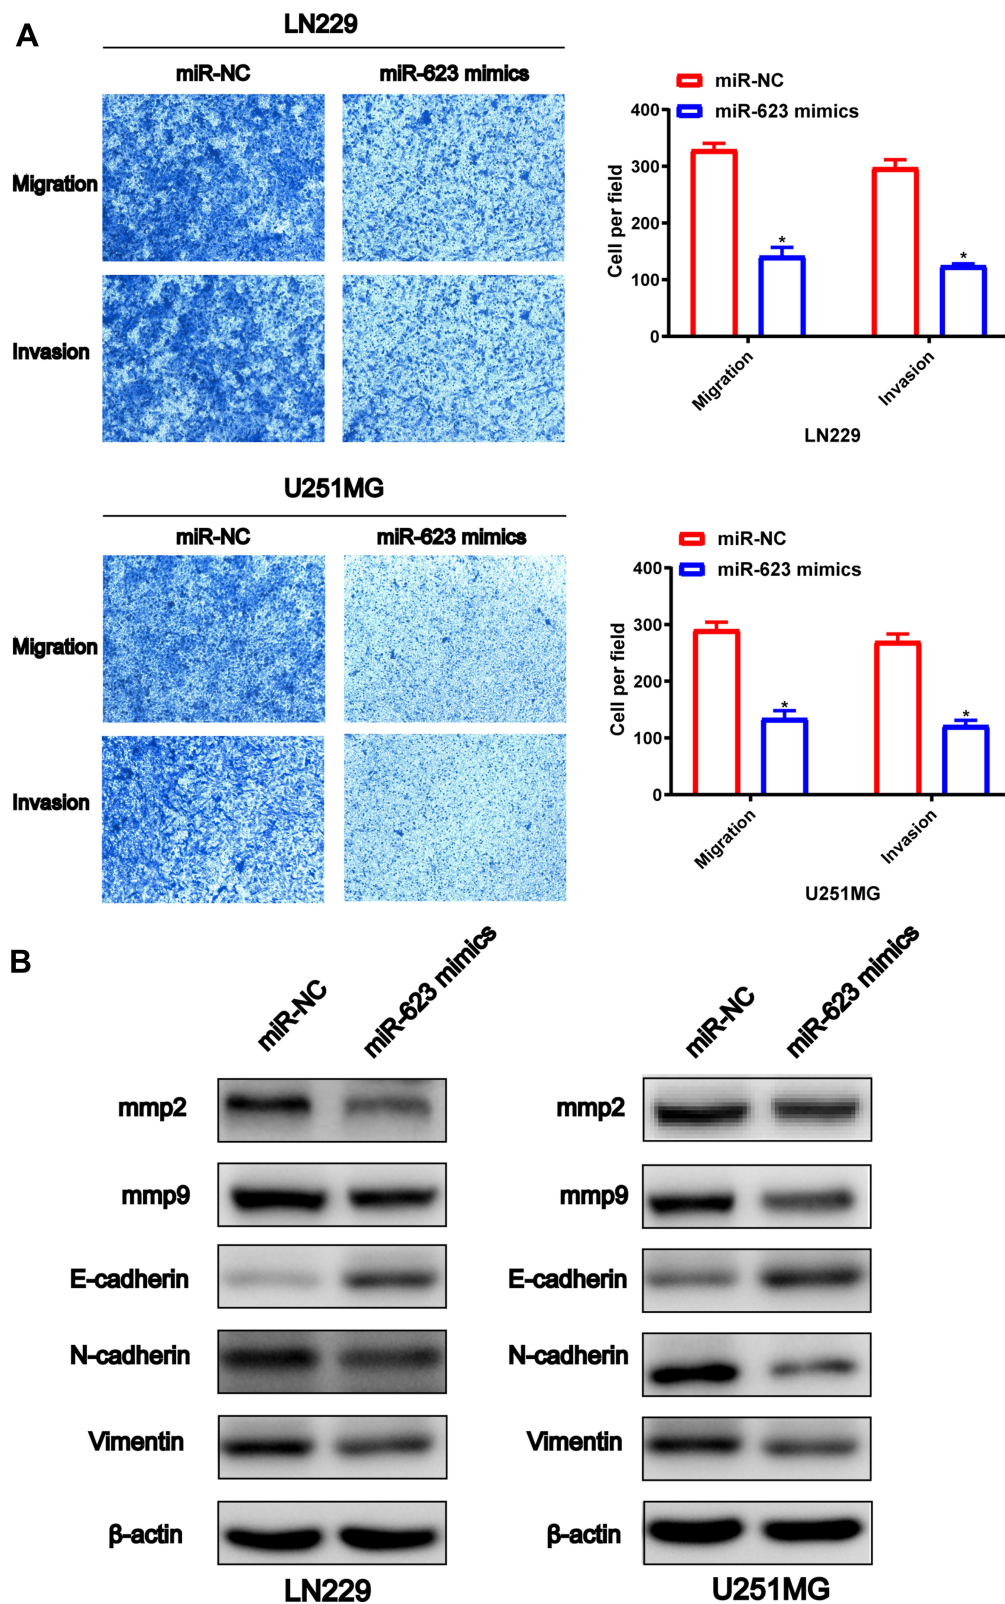 A
LN229
miR-NC miR-623 mimics
Migration
Invasion
miR-NC
miR-623 mimics
400
300
200
100
0
Cell per field
*
*
Migration
Invasion
LN229
U251MG
miR-NC miR-623 mimics
Migration
Invasion
miR-NC
miR-623 mimics
400
300
200
100
0
Cell per field
*
*
Migration
Invasion
U251MG
B
miR-NC
miR-623 mimics
mmp2
mmp9
E-cadherin
N-cadherin
Vimentin
β-actin
LN229
miR-NC
miR-623 mimics
mmp2
mmp9
E-cadherin
N-cadherin
Vimentin
β-actin
U251MG